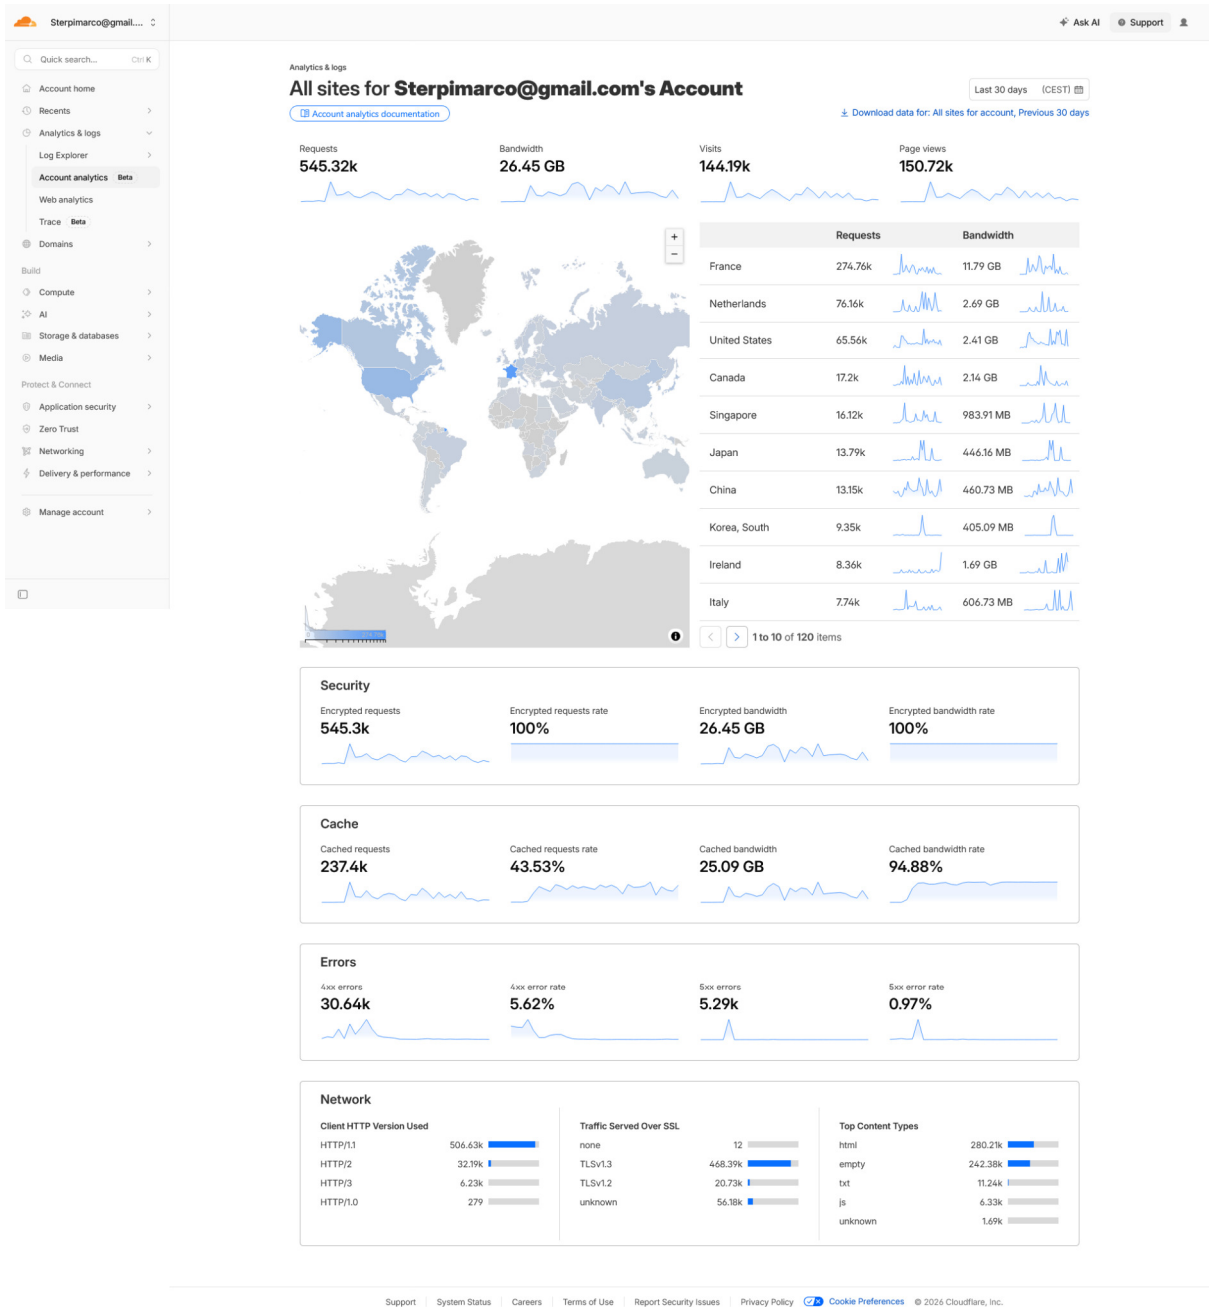 Sterpimarco@gmail....
Ask AI
Support
Quick search...
Ctrl K
Account home
Recents
Analytics & logs
Log Explorer
Account analytics Beta
Web analytics
Trace Beta
Domains
Build
Compute
AI
Storage & databases
Media
Protect & Connect
Application security
Zero Trust
Networking
Delivery & performance
Manage account
Analytics & logs
All sites for Sterpimarco@gmail.com's Account
Last 30 days (CEST)
Account analytics documentation
Download data for: All sites for account, Previous 30 days
Requests
545.32k
Bandwidth
26.45 GB
Visits
144.19k
Page views
150.72k
+
−
Requests Bandwidth
France 274.76k 11.79 GB
Netherlands 76.16k 2.69 GB
United States 65.56k 2.41 GB
Canada 17.2k 2.14 GB
Singapore 16.12k 983.91 MB
Japan 13.79k 446.16 MB
China 13.15k 460.73 MB
Korea, South 9.35k 405.09 MB
Ireland 8.36k 1.69 GB
Italy 7.74k 606.73 MB
1 to 10 of 120 items
Security
Encrypted requests
545.3k
Encrypted requests rate
100%
Encrypted bandwidth
26.45 GB
Encrypted bandwidth rate
100%
Cache
Cached requests
237.4k
Cached requests rate
43.53%
Cached bandwidth
25.09 GB
Cached bandwidth rate
94.88%
Errors
4xx errors
30.64k
4xx error rate
5.62%
5xx errors
5.29k
5xx error rate
0.97%
Network
Client HTTP Version Used
HTTP/1.1 506.63k
HTTP/2 32.19k
HTTP/3 6.23k
HTTP/1.0 279
Traffic Served Over SSL
none 12
TLSv1.3 468.39k
TLSv1.2 20.73k
unknown 56.18k
Top Content Types
html 280.21k
empty 242.38k
txt 11.24k
js 6.33k
unknown 1.69k
Support
System Status
Careers
Terms of Use
Report Security Issues
Privacy Policy
Cookie Preferences
© 2026 Cloudflare, Inc.